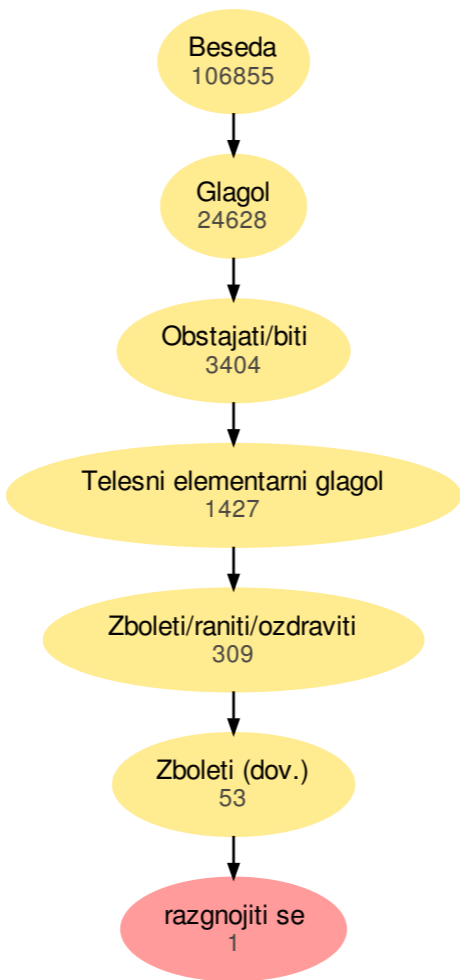 Beseda
106855
Glagol
24628
Obstajati/biti
3404
Telesni elementarni glagol
1427
Zboleti/raniti/ozdraviti
309
Zboleti (dov.)
53
razgnojiti se
1